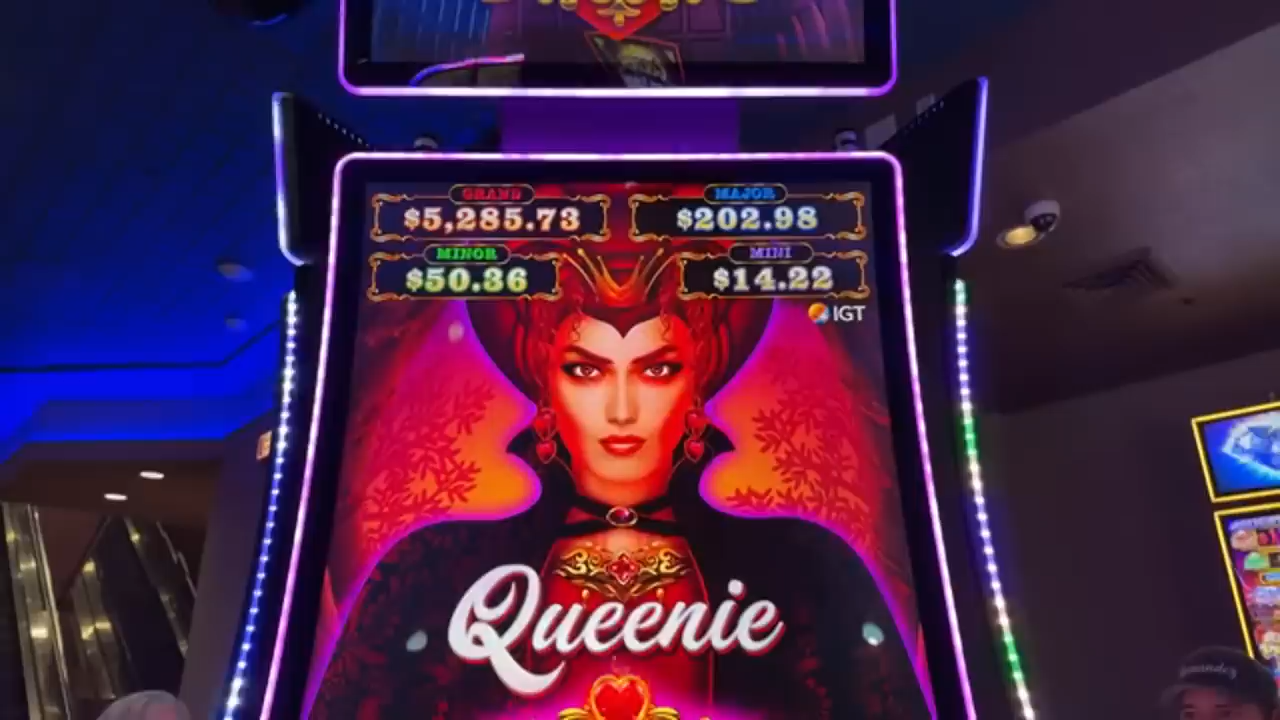 GRAND
$5,285.73
MAJOR
$202.98
MINOR
$50.36
MINI
$14.22
IGT
Queenie